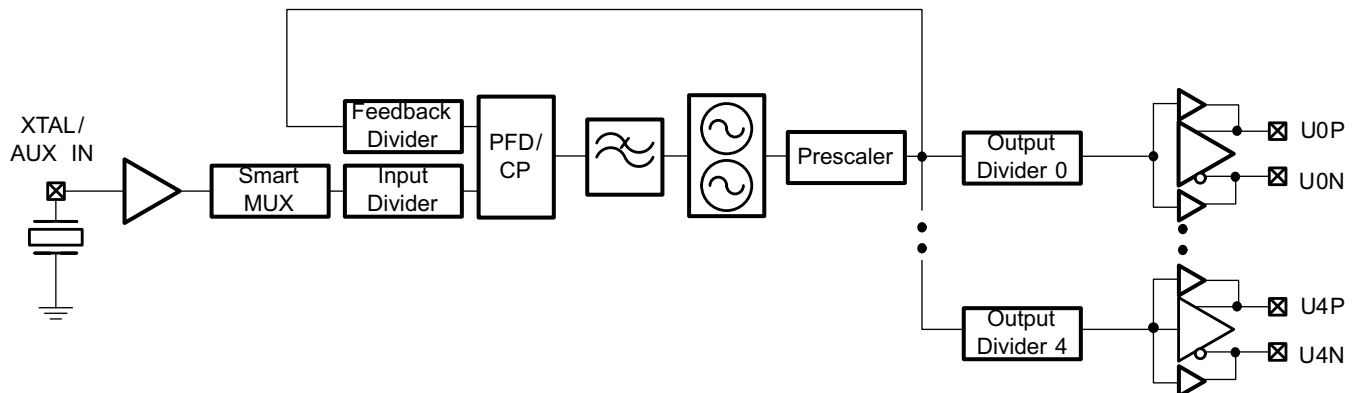 XTAL/
AUX IN
Smart
MUX
Feedback
Divider
Input
Divider
PFD/
CP
Prescaler
Output
Divider 0
U0P
U0N
Output
Divider 4
U4P
U4N